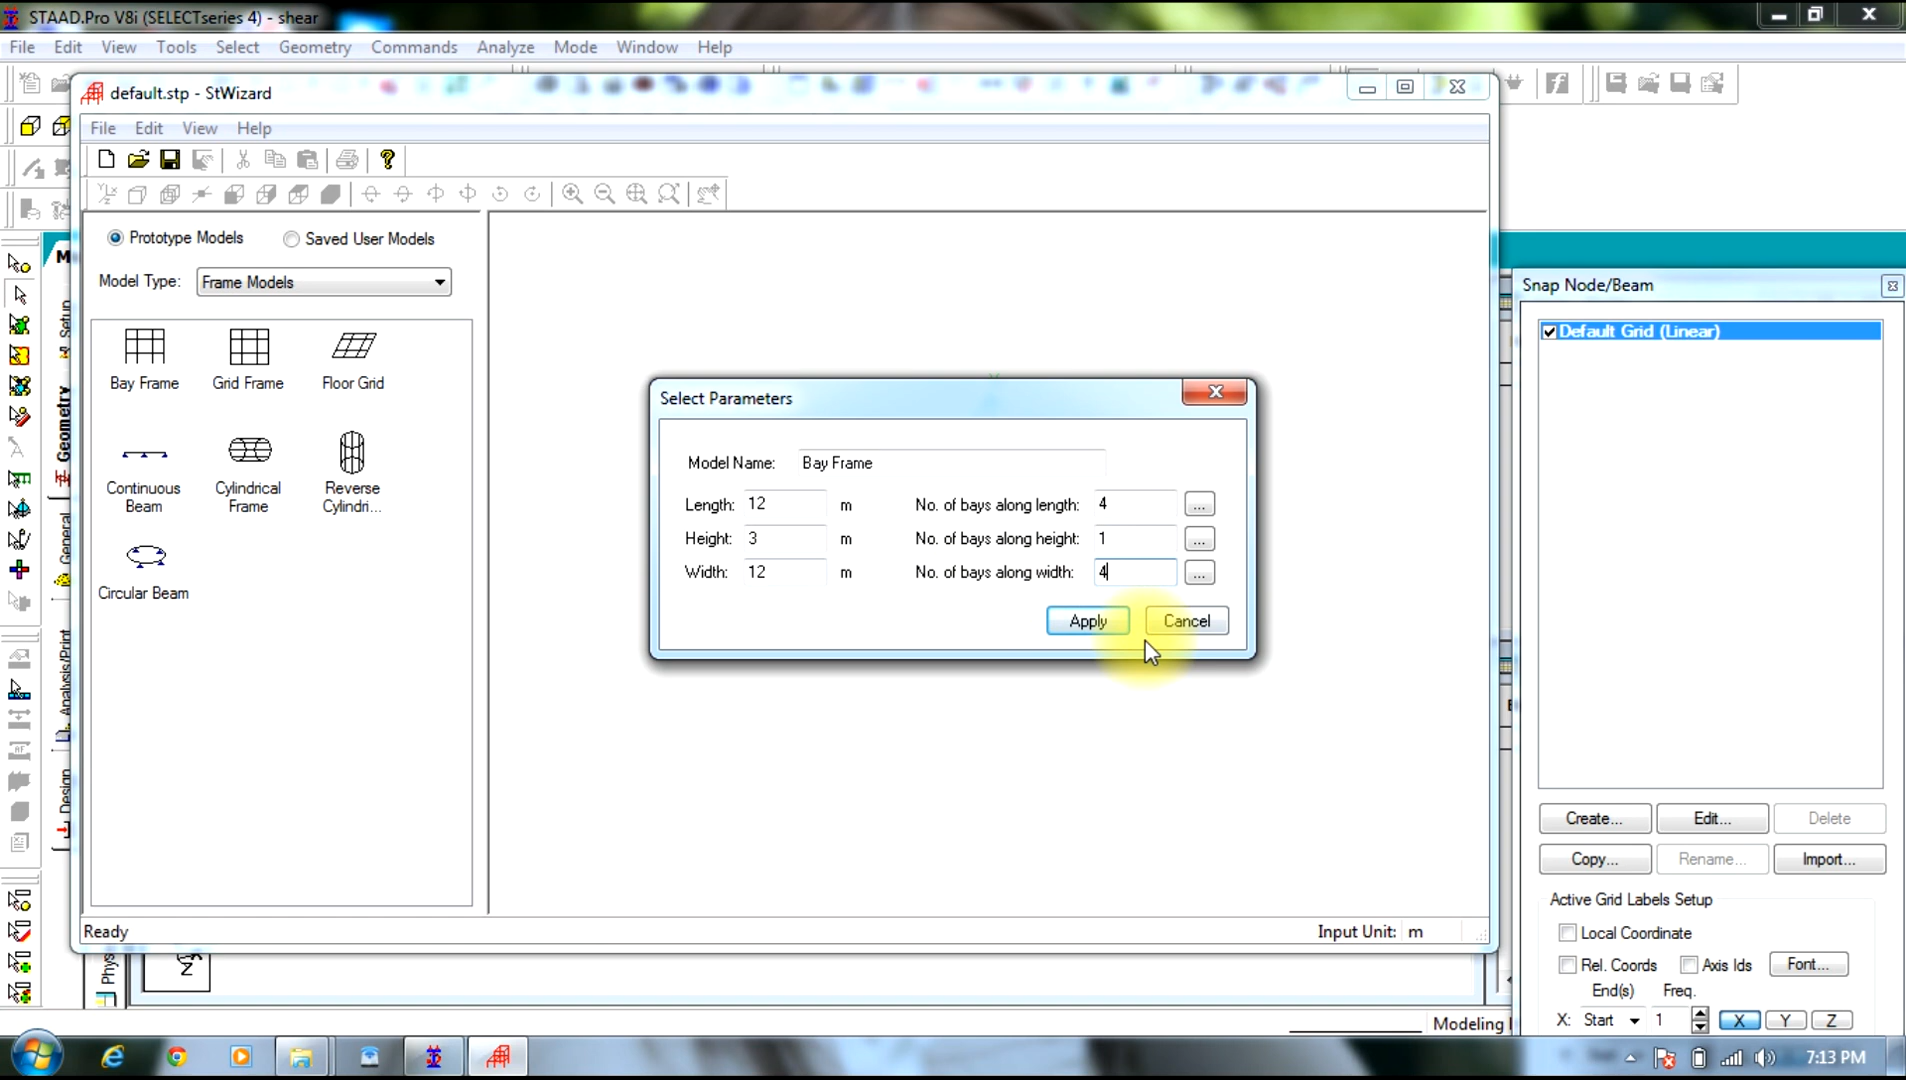 STAAD.Pro V8i (SELECTseries 4) - shear
File Edit View Tools Select Geometry Commands Analyze Mode Window Help
default.stp - StWizard
File Edit View Help
Prototype Models Saved User Models
Model Type: Frame Models
Bay Frame Grid Frame Floor Grid
Continuous Beam
Cylindrical Frame
Reverse Cylindri...
Circular Beam
Select Parameters
Model Name: Bay Frame
Length: 12 m No. of bays along length: 4 ...
Height: 3 m No. of bays along height: 1 ...
Width: 12 m No. of bays along width: 4 ...
Apply Cancel
Ready Input Unit: m
Setup
Geometry
General
Analysis/Print
Design
Phys
Z
Snap Node/Beam
Default Grid (Linear)
Create... Edit... Delete
Copy... Rename... Import...
Active Grid Labels Setup
Local Coordinate
Rel. Coords Axis Ids Font...
End(s) Freq.
X: Start 1 X Y Z
Modeling
7:13 PM